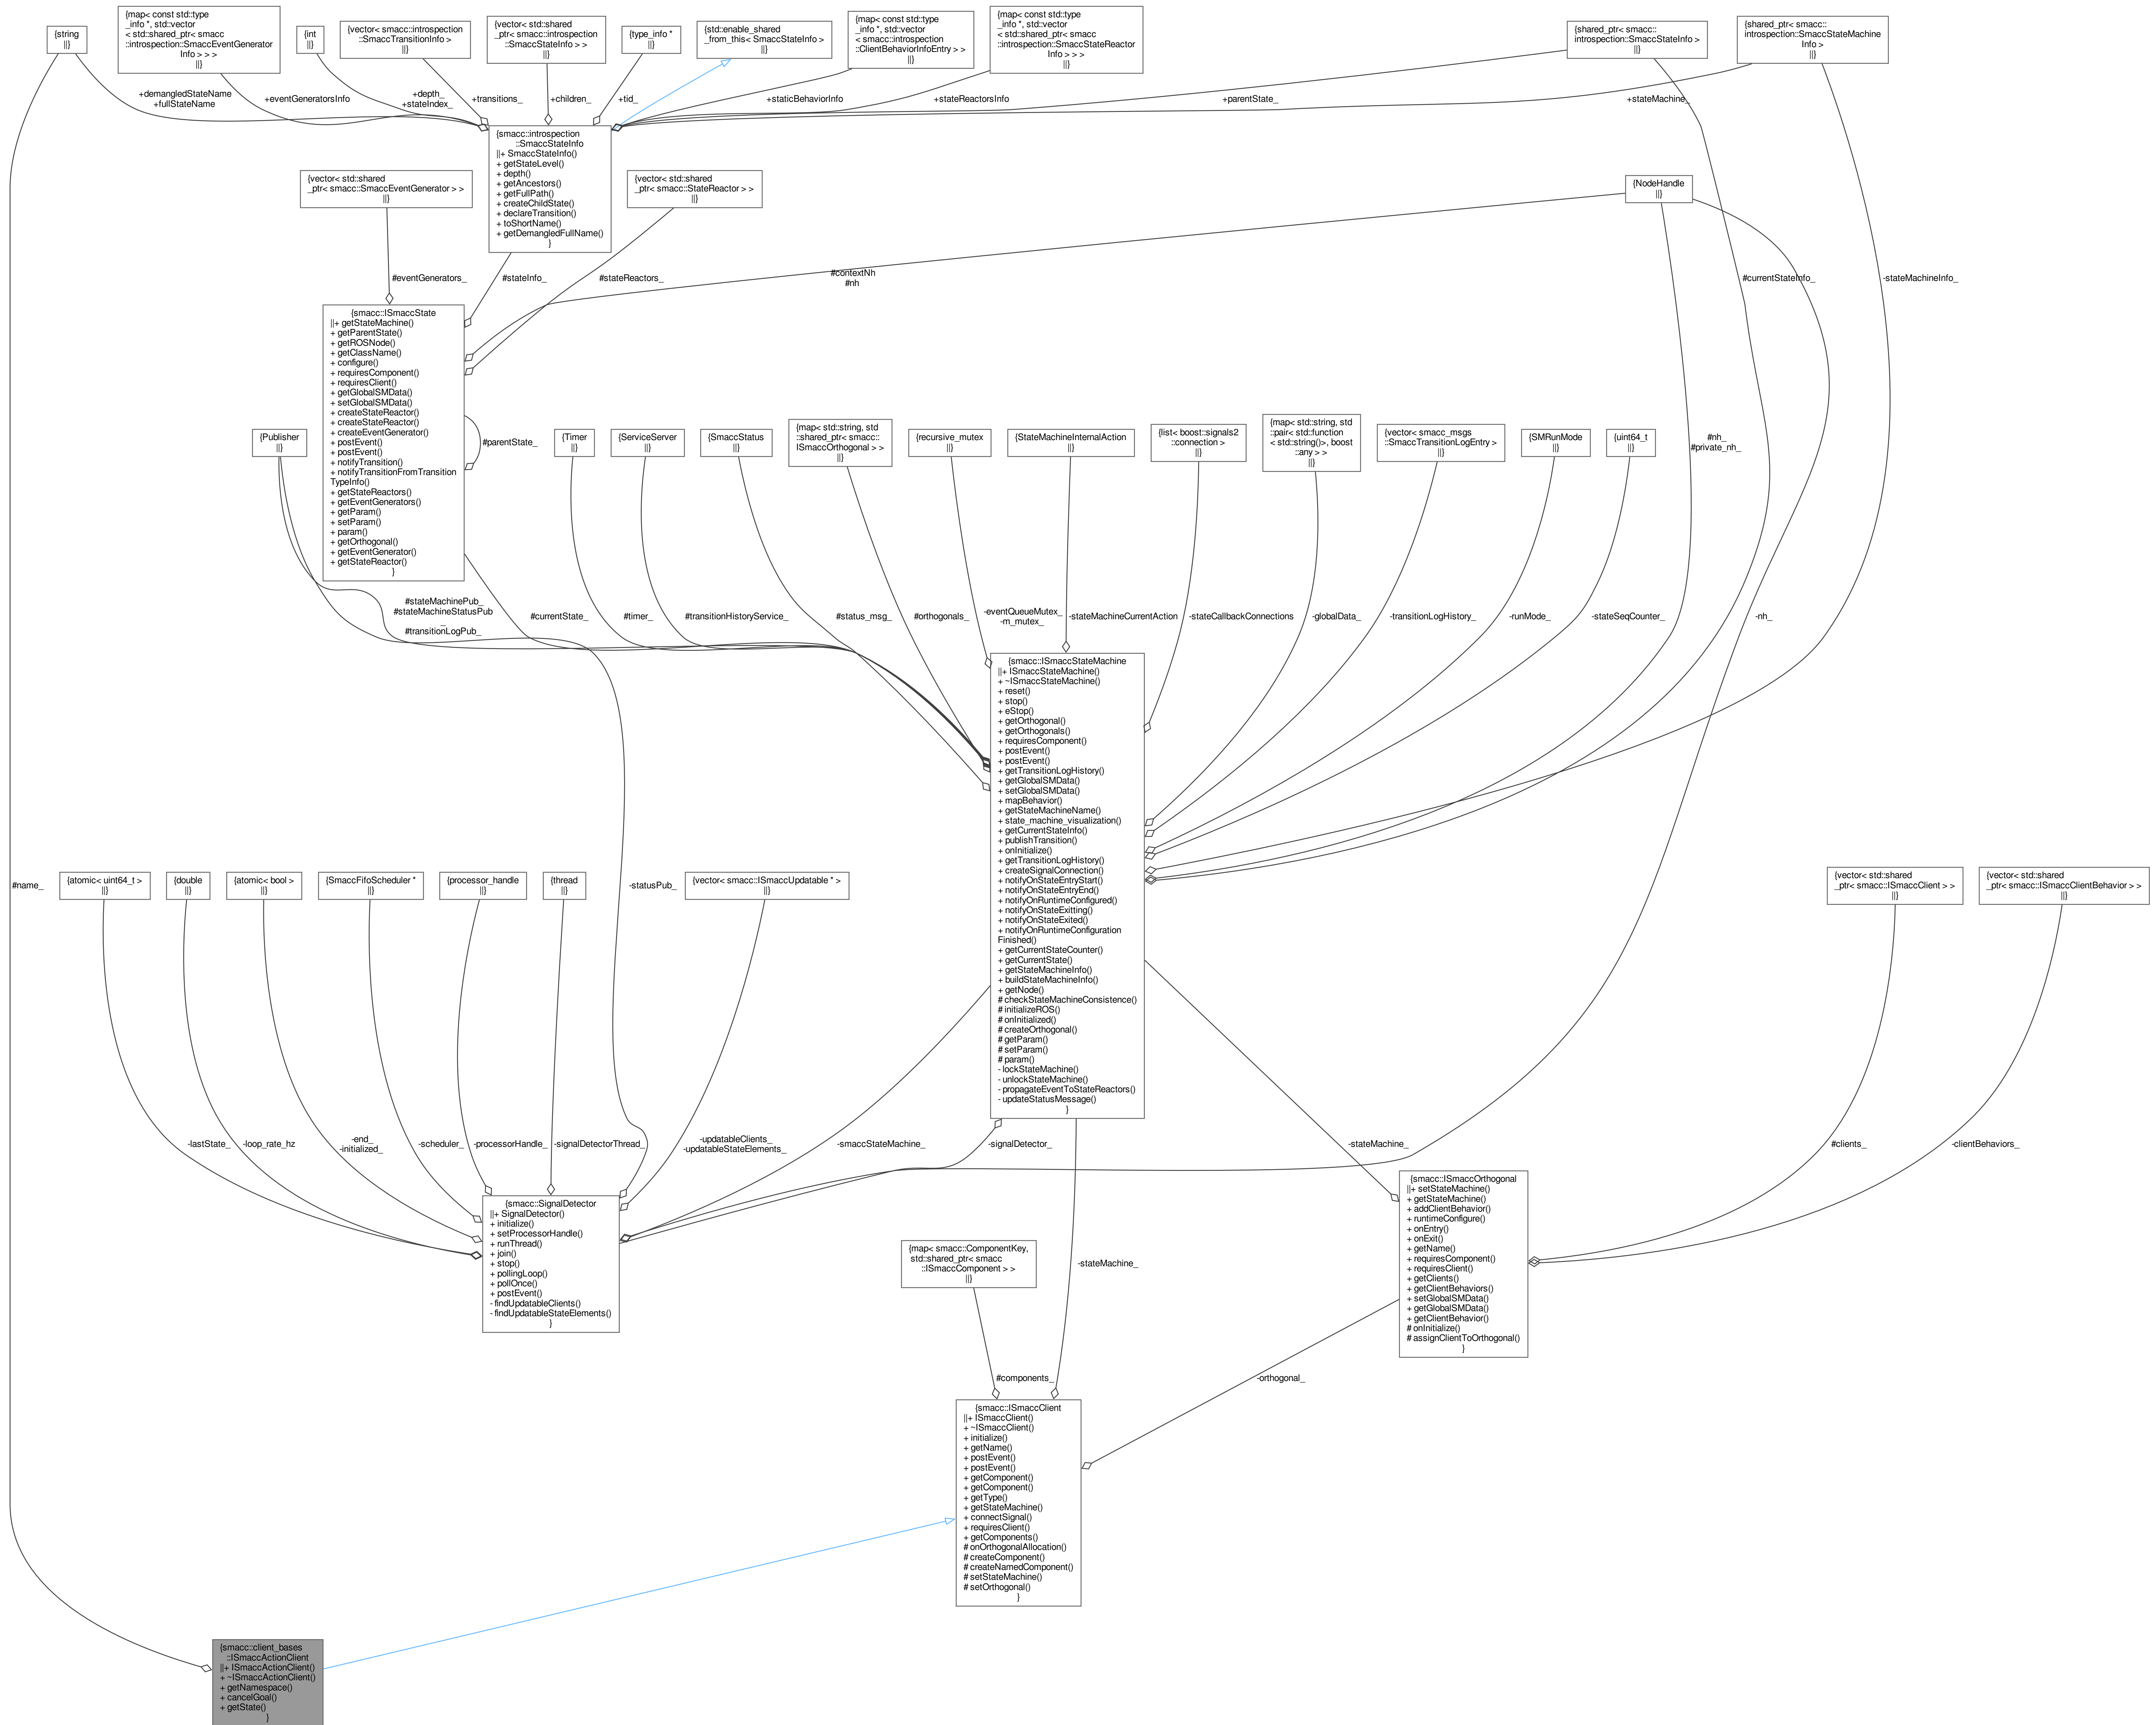 {string
||}
{map< const std::type
_info *, std::vector
< std::shared_ptr< smacc
::introspection::SmaccEventGenerator
Info > > >
||}
{int
||}
{vector< smacc::introspection
::SmaccTransitionInfo >
||}
{vector< std::shared
_ptr< smacc::introspection
::SmaccStateInfo > >
||}
{type_info *
||}
{std::enable_shared
_from_this< SmaccStateInfo >
||}
{map< const std::type
_info *, std::vector
< smacc::introspection
::ClientBehaviorInfoEntry > >
||}
{map< const std::type
_info *, std::vector
< std::shared_ptr< smacc
::introspection::SmaccStateReactor
Info > > >
||}
{shared_ptr< smacc::
introspection::SmaccStateInfo >
||}
{shared_ptr< smacc::
introspection::SmaccStateMachine
Info >
||}
+demangledStateName
+fullStateName
+eventGeneratorsInfo
+depth_
+stateIndex_
+transitions_
+children_
+tid_
+staticBehaviorInfo
+stateReactorsInfo
+parentState_
+stateMachine_
{smacc::introspection
::SmaccStateInfo
||+ SmaccStateInfo()
+ getStateLevel()
+ depth()
+ getAncestors()
+ getFullPath()
+ createChildState()
+ declareTransition()
+ toShortName()
+ getDemangledFullName()
}
{vector< std::shared
_ptr< smacc::SmaccEventGenerator > >
||}
{vector< std::shared
_ptr< smacc::StateReactor > >
||}
{NodeHandle
||}
#eventGenerators_
#stateInfo_
#stateReactors_
#contextNh
#nh
#currentStateInfo_
-stateMachineInfo_
{smacc::ISmaccState
||+ getStateMachine()
+ getParentState()
+ getROSNode()
+ getClassName()
+ configure()
+ requiresComponent()
+ requiresClient()
+ getGlobalSMData()
+ setGlobalSMData()
+ createStateReactor()
+ createStateReactor()
+ createEventGenerator()
+ postEvent()
+ postEvent()
+ notifyTransition()
+ notifyTransitionFromTransition
TypeInfo()
+ getStateReactors()
+ getEventGenerators()
+ getParam()
+ setParam()
+ param()
+ getOrthogonal()
+ getEventGenerator()
+ getStateReactor()
}
#parentState_
{Publisher
||}
{Timer
||}
{ServiceServer
||}
{SmaccStatus
||}
{map< std::string, std
::shared_ptr< smacc::
ISmaccOrthogonal > >
||}
{recursive_mutex
||}
{StateMachineInternalAction
||}
{list< boost::signals2
::connection >
||}
{map< std::string, std
::pair< std::function
< std::string()>, boost
::any > >
||}
{vector< smacc_msgs
::SmaccTransitionLogEntry >
||}
{SMRunMode
||}
{uint64_t
||}
#nh_
#private_nh_
#stateMachinePub_
#stateMachineStatusPub
_
#transitionLogPub_
#currentState_
#timer_
#transitionHistoryService_
#status_msg_
#orthogonals_
-eventQueueMutex_
-m_mutex_
-stateMachineCurrentAction
-stateCallbackConnections
-globalData_
-transitionLogHistory_
-runMode_
-stateSeqCounter_
-nh_
{smacc::ISmaccStateMachine
||+ ISmaccStateMachine()
+ ~ISmaccStateMachine()
+ reset()
+ stop()
+ eStop()
+ getOrthogonal()
+ getOrthogonals()
+ requiresComponent()
+ postEvent()
+ postEvent()
+ getTransitionLogHistory()
+ getGlobalSMData()
+ setGlobalSMData()
+ mapBehavior()
+ getStateMachineName()
+ state_machine_visualization()
+ getCurrentStateInfo()
+ publishTransition()
+ onInitialize()
+ getTransitionLogHistory()
+ createSignalConnection()
+ notifyOnStateEntryStart()
+ notifyOnStateEntryEnd()
+ notifyOnRuntimeConfigured()
+ notifyOnStateExitting()
+ notifyOnStateExited()
+ notifyOnRuntimeConfiguration
Finished()
+ getCurrentStateCounter()
+ getCurrentState()
+ getStateMachineInfo()
+ buildStateMachineInfo()
+ getNode()
# checkStateMachineConsistence()
# initializeROS()
# onInitialized()
# createOrthogonal()
# getParam()
# setParam()
# param()
- lockStateMachine()
- unlockStateMachine()
- propagateEventToStateReactors()
- updateStatusMessage()
}
#name_
{atomic< uint64_t >
||}
{double
||}
{atomic< bool >
||}
{SmaccFifoScheduler *
||}
{processor_handle
||}
{thread
||}
-statusPub_
{vector< smacc::ISmaccUpdatable * >
||}
{vector< std::shared
_ptr< smacc::ISmaccClient > >
||}
{vector< std::shared
_ptr< smacc::ISmaccClientBehavior > >
||}
-lastState_
-loop_rate_hz
-end_
-initialized_
-scheduler_
-processorHandle_
-signalDetectorThread_
-updatableClients_
-updatableStateElements_
-smaccStateMachine_
-signalDetector_
-stateMachine_
#clients_
-clientBehaviors_
{smacc::SignalDetector
||+ SignalDetector()
+ initialize()
+ setProcessorHandle()
+ runThread()
+ join()
+ stop()
+ pollingLoop()
+ pollOnce()
+ postEvent()
- findUpdatableClients()
- findUpdatableStateElements()
}
{smacc::ISmaccOrthogonal
||+ setStateMachine()
+ getStateMachine()
+ addClientBehavior()
+ runtimeConfigure()
+ onEntry()
+ onExit()
+ getName()
+ requiresComponent()
+ requiresClient()
+ getClients()
+ getClientBehaviors()
+ setGlobalSMData()
+ getGlobalSMData()
+ getClientBehavior()
# onInitialize()
# assignClientToOrthogonal()
}
{map< smacc::ComponentKey,
std::shared_ptr< smacc
::ISmaccComponent > >
||}
-stateMachine_
#components_
-orthogonal_
{smacc::ISmaccClient
||+ ISmaccClient()
+ ~ISmaccClient()
+ initialize()
+ getName()
+ postEvent()
+ postEvent()
+ getComponent()
+ getComponent()
+ getType()
+ getStateMachine()
+ connectSignal()
+ requiresClient()
+ getComponents()
# onOrthogonalAllocation()
# createComponent()
# createNamedComponent()
# setStateMachine()
# setOrthogonal()
}
{smacc::client_bases
::ISmaccActionClient
||+ ISmaccActionClient()
+ ~ISmaccActionClient()
+ getNamespace()
+ cancelGoal()
+ getState()
}